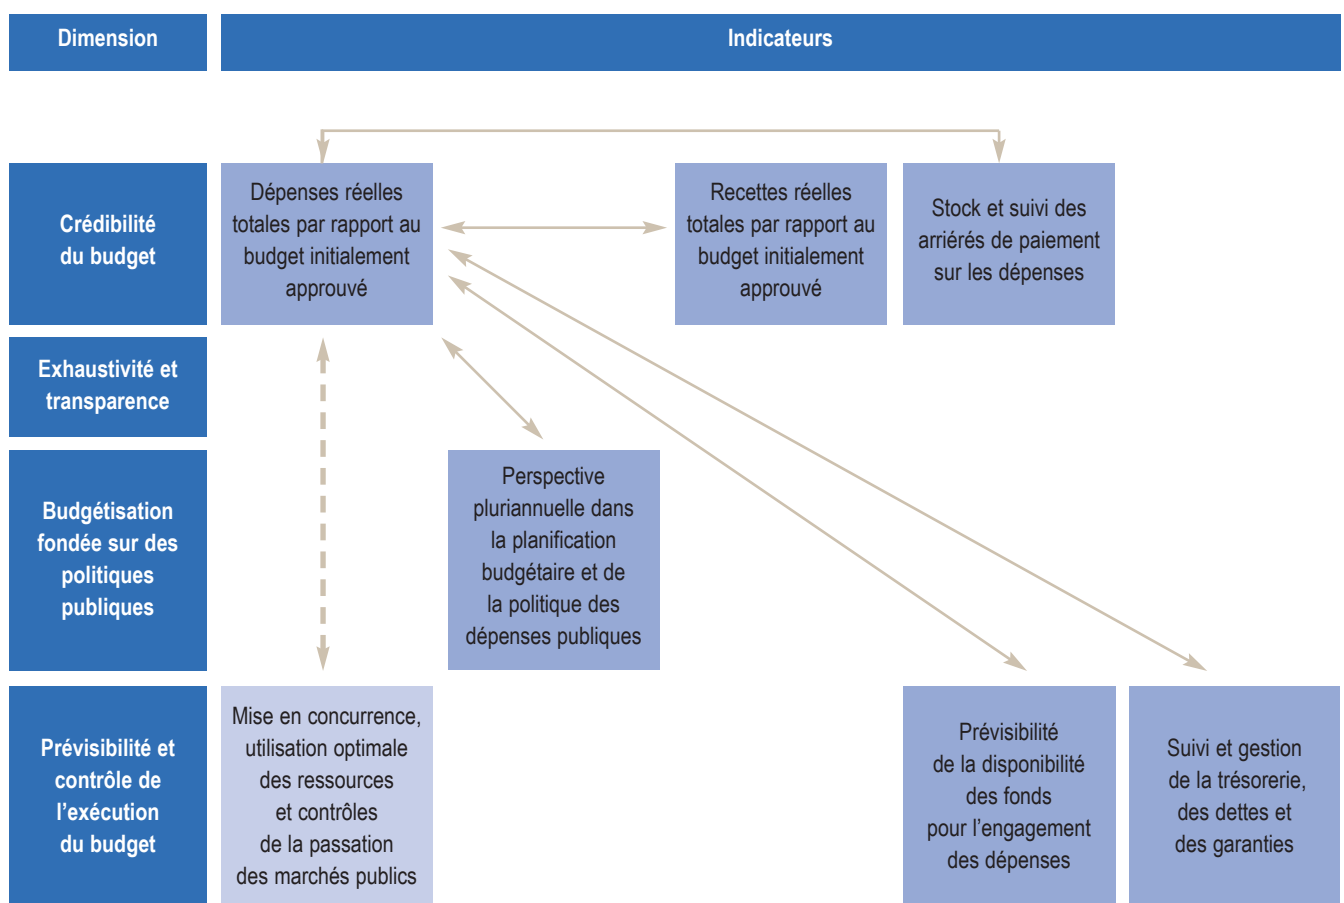 Dimension
Indicateurs
Crédibilité
du budget
Dépenses réelles
totales par rapport au
budget initialement
approuvé
Recettes réelles
totales par rapport au
budget initialement
approuvé
Stock et suivi des
arriérés de paiement
sur les dépenses
Exhaustivité et
transparence
Budgétisation
fondée sur des
politiques
publiques
Perspective
pluriannuelle dans
la planification
budgétaire et de
la politique des
dépenses publiques
Prévisibilité et
contrôle de
l’exécution
du budget
Mise en concurrence,
utilisation optimale
des ressources
et contrôles
de la passation
des marchés publics
Prévisibilité
de la disponibilité
des fonds
pour l’engagement
des dépenses
Suivi et gestion
de la trésorerie,
des dettes et
des garanties